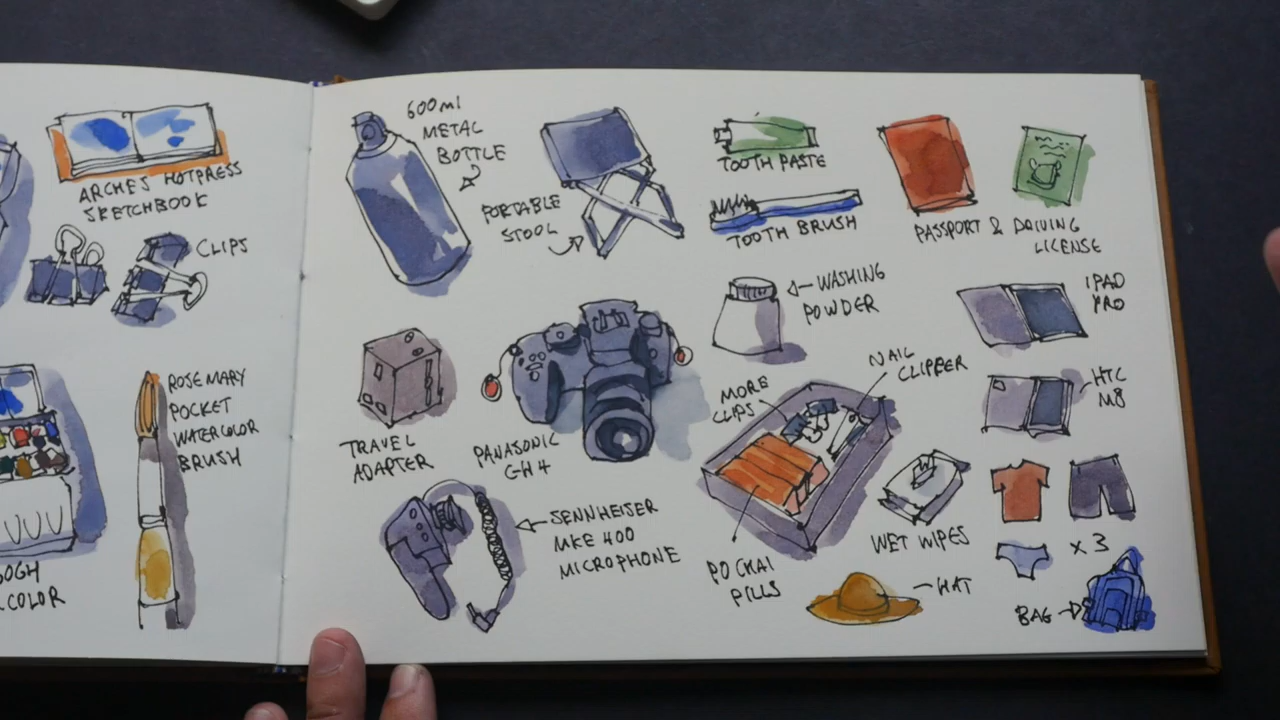 ARCHES HOTPRESS
SKETCHBOOK
CLIPS
ROSEMARY
POCKET
WATERCOLOR
BRUSH
OGH
COLOR
600ml
METAL
BOTTLE
PORTABLE
STOOL
TOOTH PASTE
TOOTH BRUSH
PASSPORT & DRIVING
LICENSE
WASHING
POWDER
IPAD
PRO
TRAVEL
ADAPTER
PANASONIC
GH4
MORE
CLIPS
NAIL
CLIPPER
HTC
M8
SENNHEISER
MKE 400
MICROPHONE
PO CHAI
PILLS
WET WIPES
X3
HAT
BAG